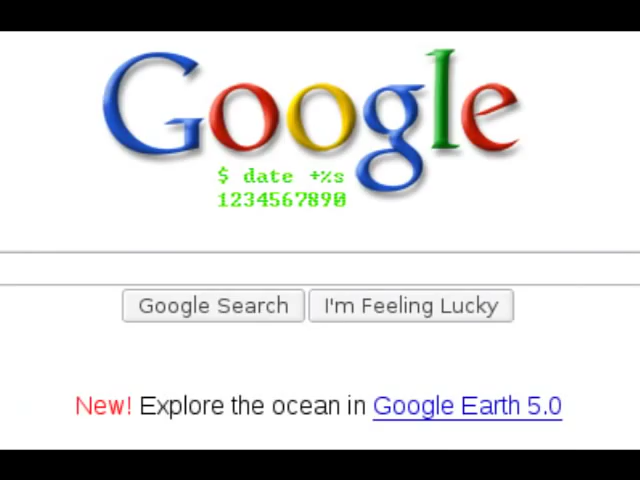 Google
$ date +%s
1234567890
Google Search I'm Feeling Lucky
New! Explore the ocean in Google Earth 5.0